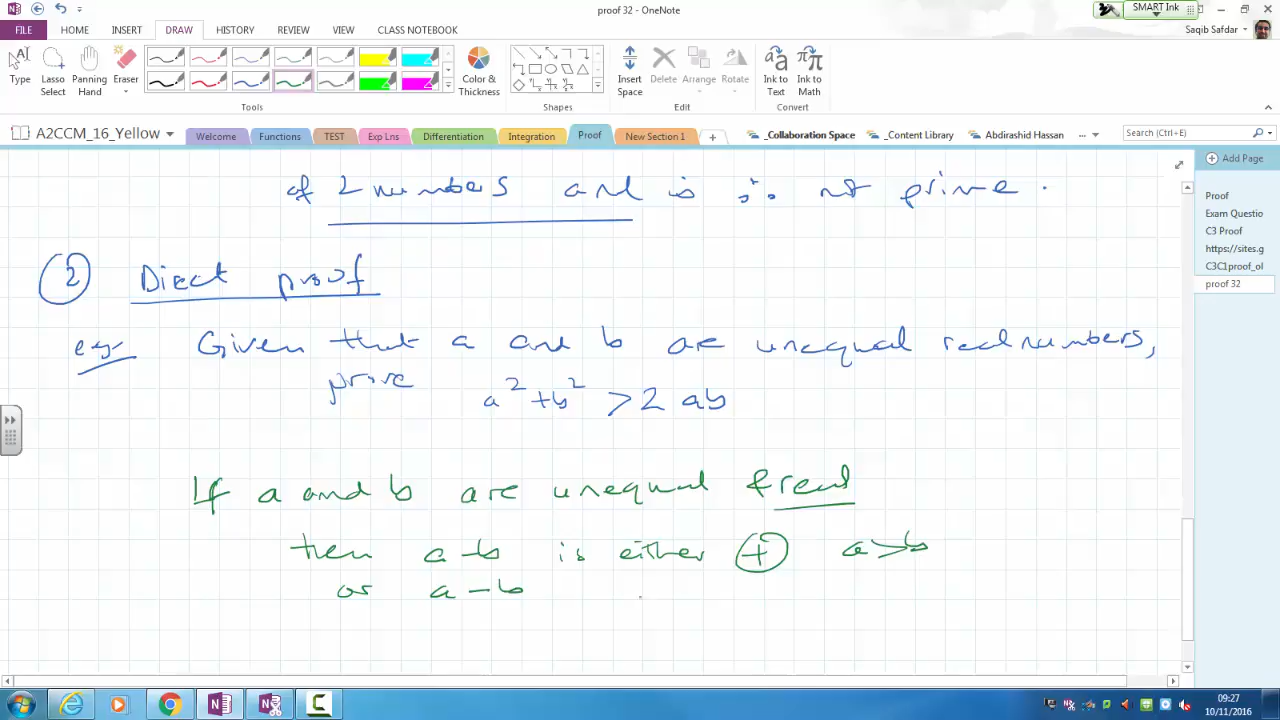 proof 32 - OneNote
SMART Ink
FILE HOME INSERT DRAW HISTORY REVIEW VIEW CLASS NOTEBOOK
Saqib Safdar
Type Lasso Select Panning Hand Eraser Color & Thickness Insert Space Delete Arrange Rotate Ink to Text Ink to Math
Tools Shapes Edit Convert
A2CCM_16_Yellow Welcome Functions TEST Exp Lns Differentiation Integration Proof New Section 1 _Collaboration Space _Content Library Abdirashid Hassan ... Search (Ctrl+E)
Add Page
Proof
Exam Questio
C3 Proof
https://sites.g
C3C1proof_ol
proof 32
of 2 numbers and is ∴ not prime.
② Direct proof
eg Given that a and b are unequal real numbers,
prove a² + b² > 2ab
If a and b are unequal & real
then a-b is either + a>b
or a-b
09:27
10/11/2016